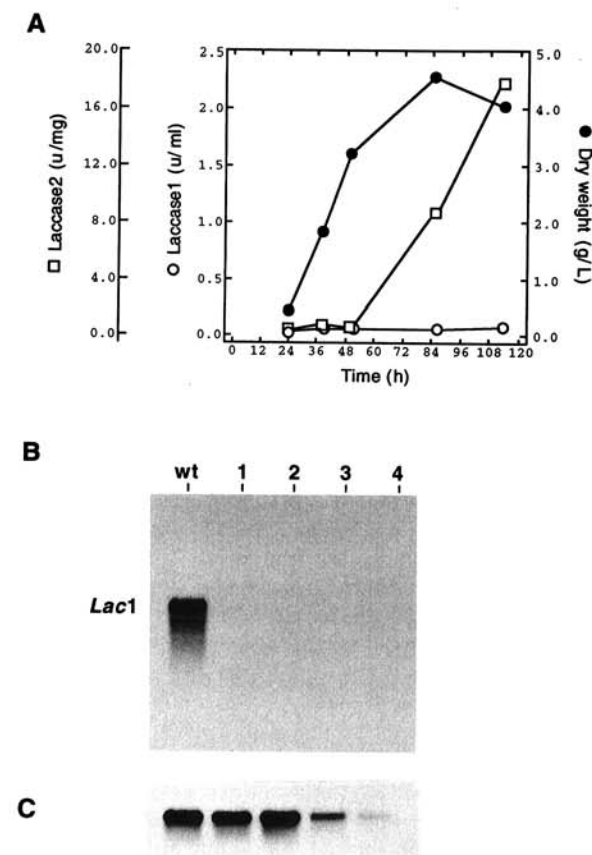 A
20.0
16.0
12.0
8.0
4.0
0.0
□ Laccase2 (u/mg)
2.5
2.0
1.5
1.0
0.5
0.0
○ Laccase1 (u/ml)
5.0
4.0
3.0
2.0
1.0
0.0
● Dry weight (g/L)
0 12 24 36 48 60 72 84 96 108 120
Time (h)
B
wt 1 2 3 4
Lac1
C